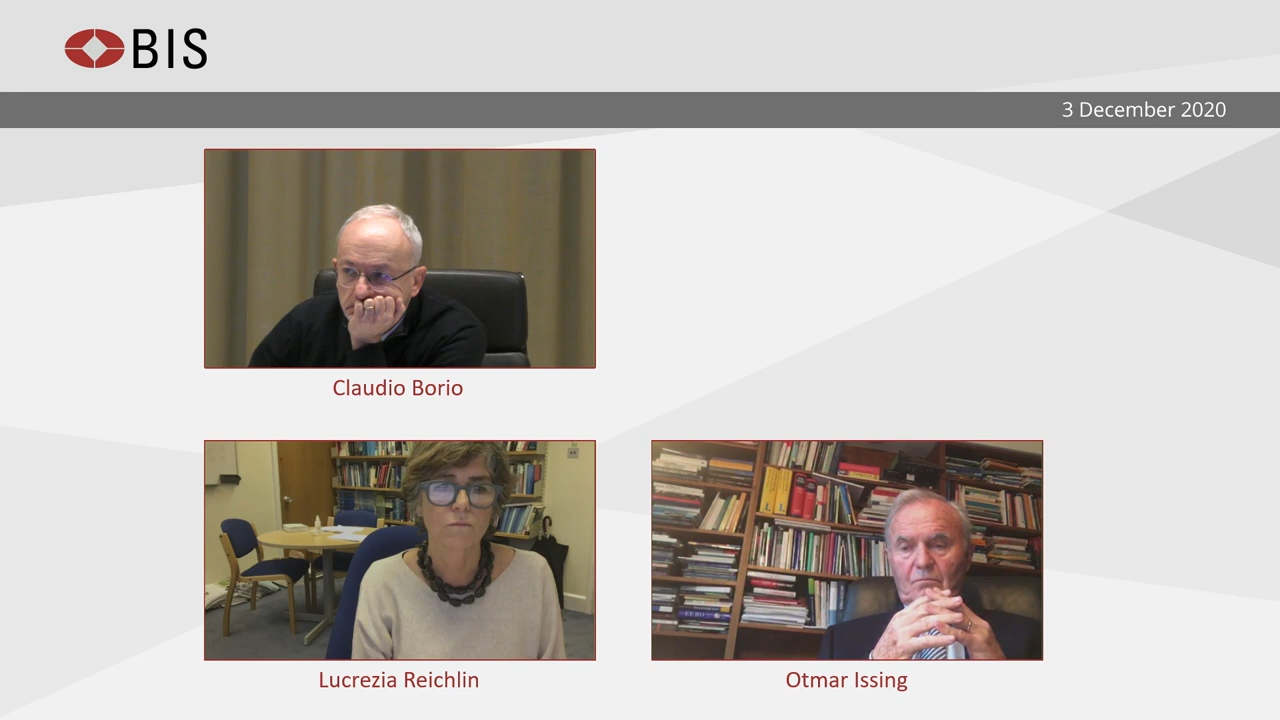 BIS
3 December 2020
Claudio Borio
Lucrezia Reichlin
Otmar Issing